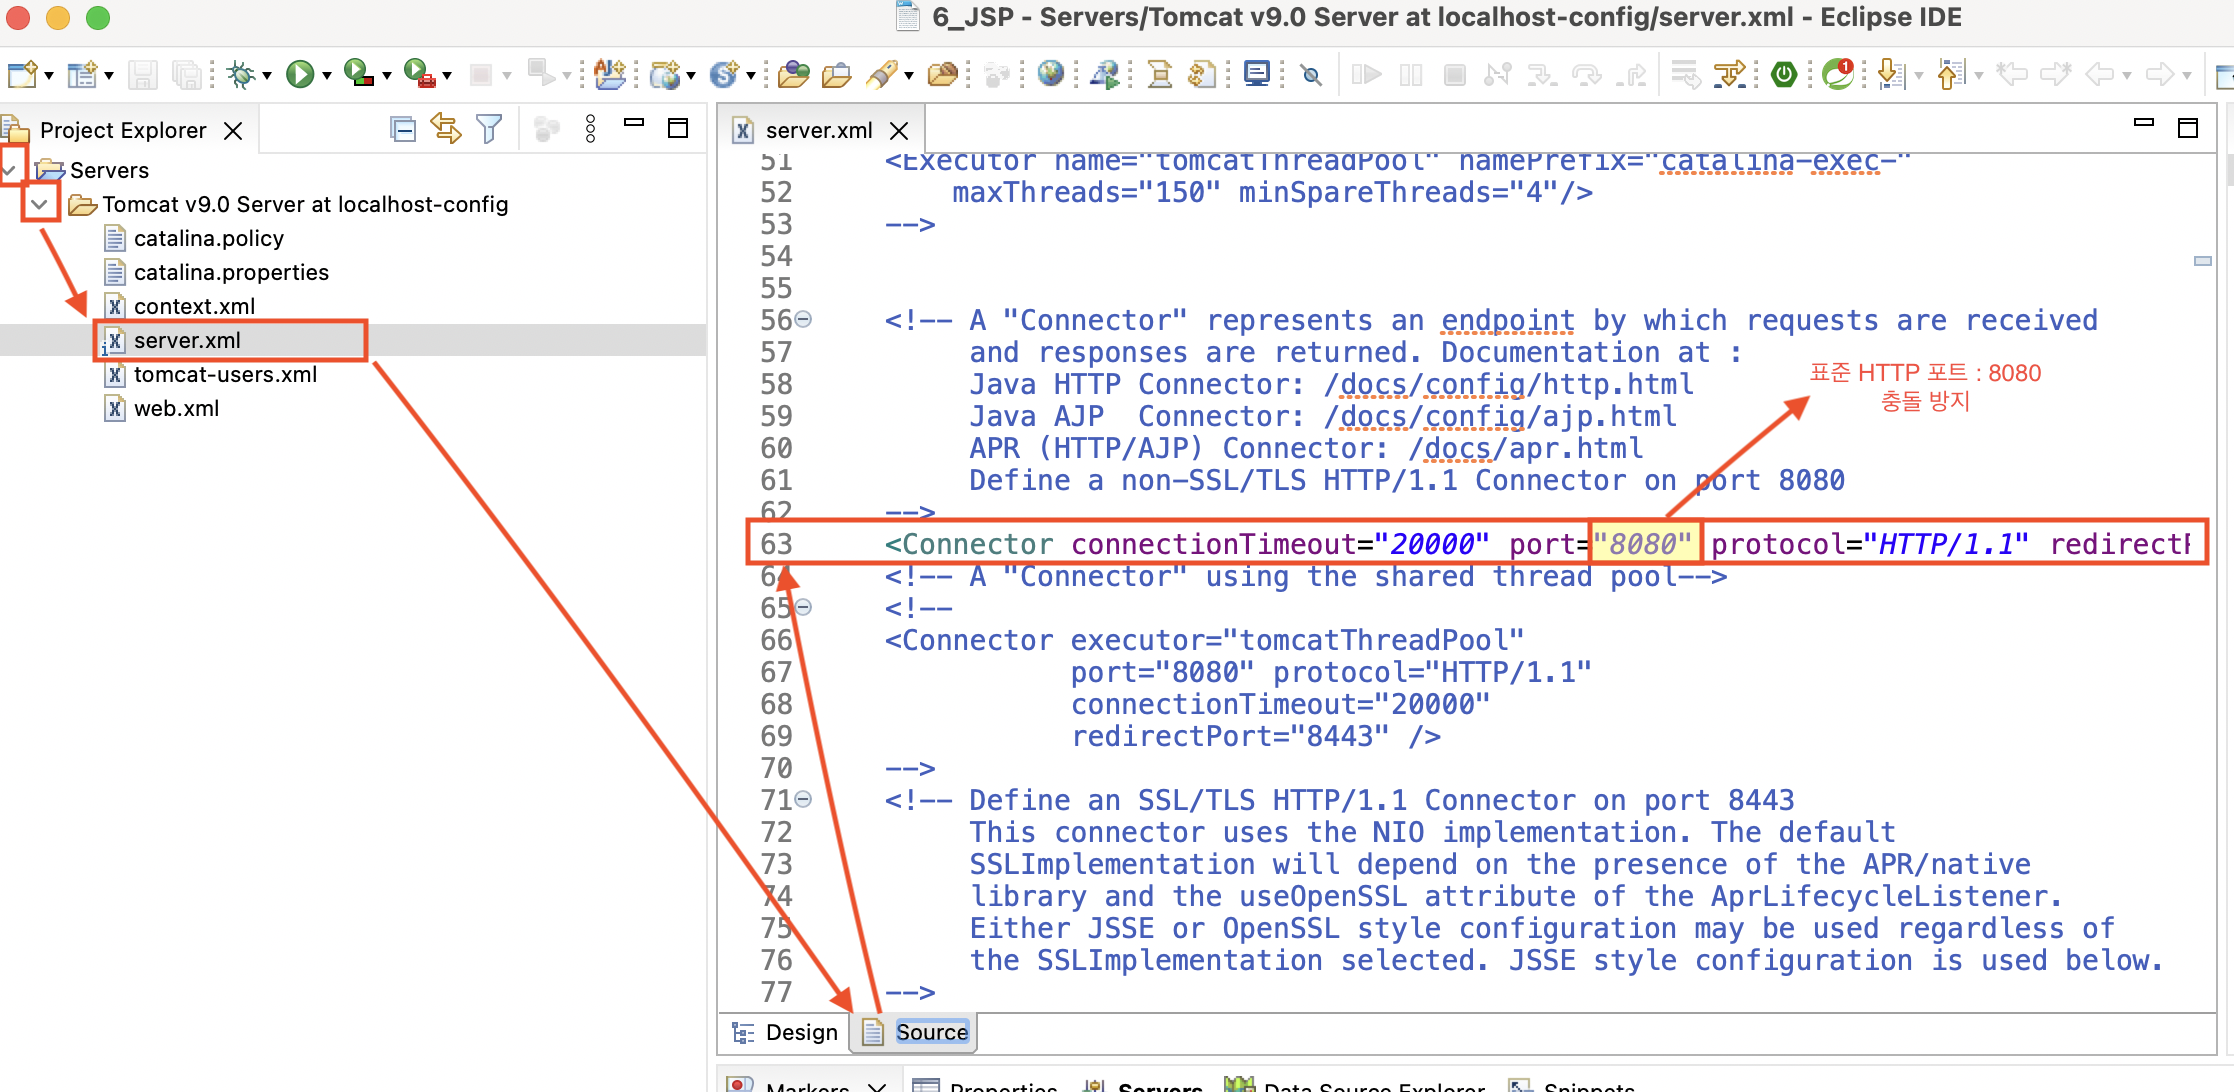 6_JSP - Servers/Tomcat v9.0 Server at localhost-config/server.xml - Eclipse IDE
1
Project Explorer
Servers
Tomcat v9.0 Server at localhost-config
catalina.policy
catalina.properties
context.xml
server.xml
tomcat-users.xml
web.xml
server.xml
51 <Executor name="tomcatThreadPool" namePrefix="catalina-exec-"
52 maxThreads="150" minSpareThreads="4"/>
53 -->
54
55
56 <!-- A "Connector" represents an endpoint by which requests are received
57 and responses are returned. Documentation at :
58 Java HTTP Connector: /docs/config/http.html
59 Java AJP  Connector: /docs/config/ajp.html
60 APR (HTTP/AJP) Connector: /docs/apr.html
61 Define a non-SSL/TLS HTTP/1.1 Connector on port 8080
62 -->
63 <Connector connectionTimeout="20000" port="8080" protocol="HTTP/1.1" redirectP
64 <!-- A "Connector" using the shared thread pool-->
65 <!--
66 <Connector executor="tomcatThreadPool"
67 port="8080" protocol="HTTP/1.1"
68 connectionTimeout="20000"
69 redirectPort="8443" />
70 -->
71 <!-- Define an SSL/TLS HTTP/1.1 Connector on port 8443
72 This connector uses the NIO implementation. The default
73 SSLImplementation will depend on the presence of the APR/native
74 library and the useOpenSSL attribute of the AprLifecycleListener.
75 Either JSSE or OpenSSL style configuration may be used regardless of
76 the SSLImplementation selected. JSSE style configuration is used below.
77 -->
표준 HTTP 포트 : 8080
충돌 방지
Design
Source
Markers
Properties
Servers
Data Source Explorer
Snippets